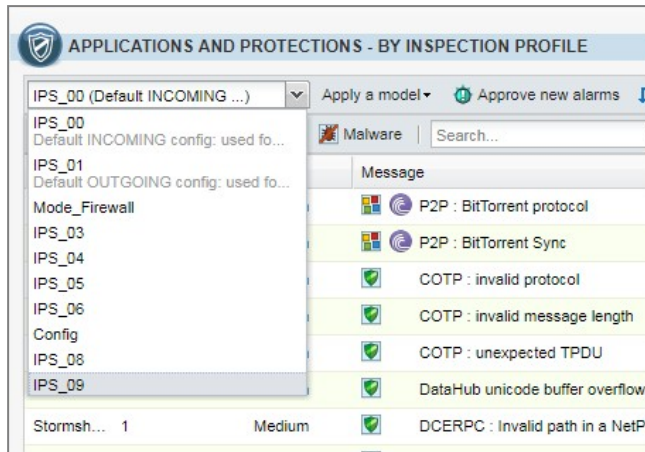 APPLICATIONS AND PROTECTIONS - BY INSPECTION PROFILE
IPS_00 (Default INCOMING ...) Apply a model Approve new alarms
IPS_00
Default INCOMING config: used fo...
IPS_01
Default OUTGOING config: used fo...
Mode_Firewall
IPS_03
IPS_04
IPS_05
IPS_06
Config
IPS_08
IPS_09
Malware Search...
Message
P2P : BitTorrent protocol
P2P : BitTorrent Sync
COTP : invalid protocol
COTP : invalid message length
COTP : unexpected TPDU
DataHub unicode buffer overflow
Stormsh... 1 Medium DCERPC : Invalid path in a NetP